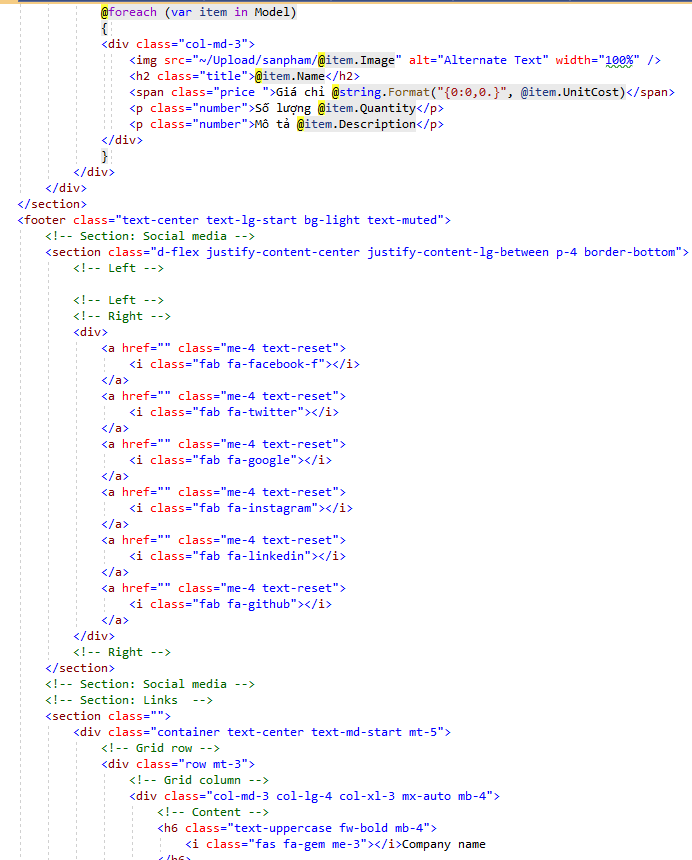 @foreach (var item in Model)
{
<div class="col-md-3">
<img src="~/Upload/sanpham/@item.Image" alt="Alternate Text" width="100%" />
<h2 class="title">@item.Name</h2>
<span class="price ">Giá chỉ @string.Format("{0:0,0.}", @item.UnitCost)</span>
<p class="number">Số lượng @item.Quantity</p>
<p class="number">Mô tả @item.Description</p>
</div>
}
</div>
</div>
</section>
<footer class="text-center text-lg-start bg-light text-muted">
<!-- Section: Social media -->
<section class="d-flex justify-content-center justify-content-lg-between p-4 border-bottom">
<!-- Left -->
<!-- Left -->
<!-- Right -->
<div>
<a href="" class="me-4 text-reset">
<i class="fab fa-facebook-f"></i>
</a>
<a href="" class="me-4 text-reset">
<i class="fab fa-twitter"></i>
</a>
<a href="" class="me-4 text-reset">
<i class="fab fa-google"></i>
</a>
<a href="" class="me-4 text-reset">
<i class="fab fa-instagram"></i>
</a>
<a href="" class="me-4 text-reset">
<i class="fab fa-linkedin"></i>
</a>
<a href="" class="me-4 text-reset">
<i class="fab fa-github"></i>
</a>
</div>
<!-- Right -->
</section>
<!-- Section: Social media -->
<!-- Section: Links  -->
<section class="">
<div class="container text-center text-md-start mt-5">
<!-- Grid row -->
<div class="row mt-3">
<!-- Grid column -->
<div class="col-md-3 col-lg-4 col-xl-3 mx-auto mb-4">
<!-- Content -->
<h6 class="text-uppercase fw-bold mb-4">
<i class="fas fa-gem me-3"></i>Company name
</h6>